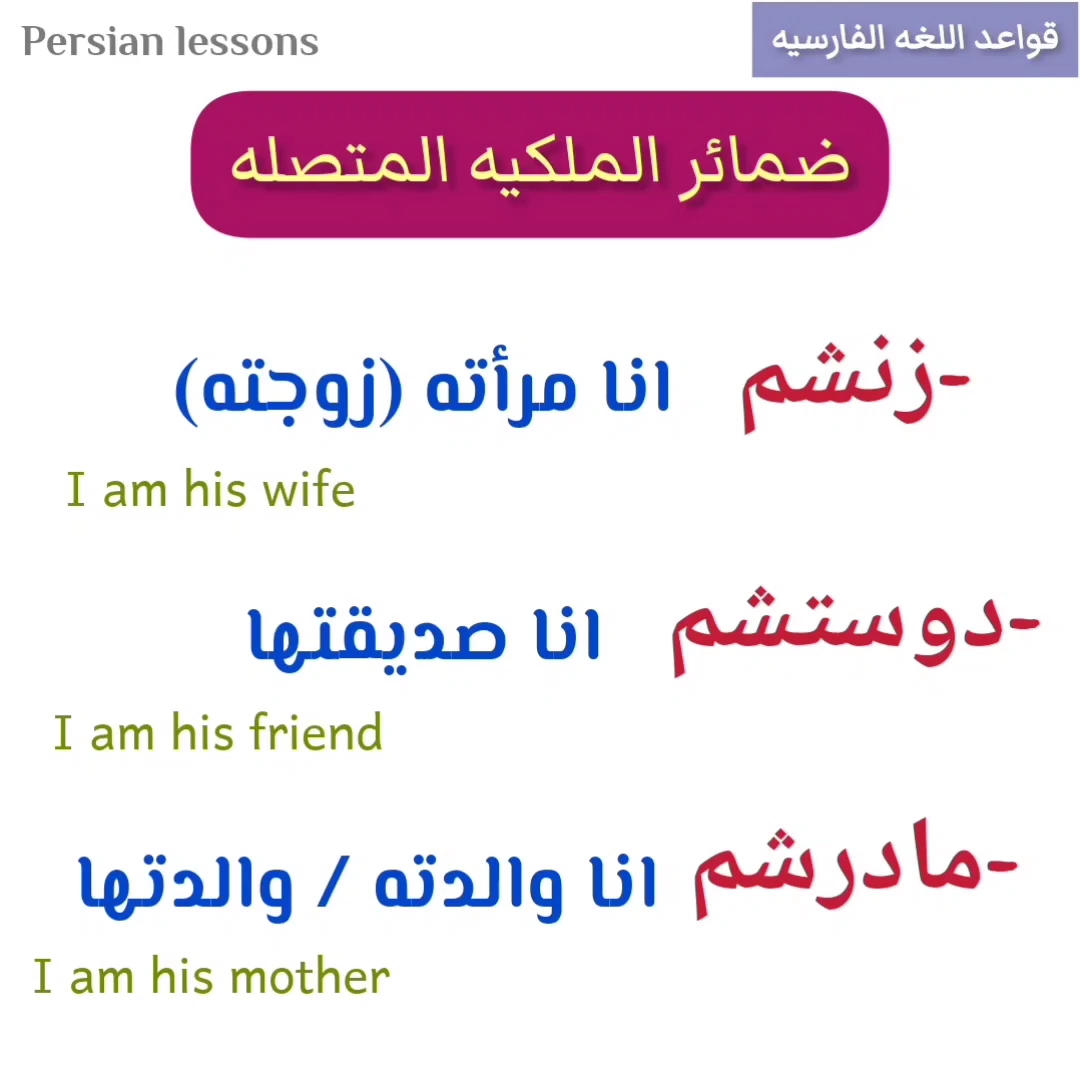 Persian lessons
قواعد اللغه الفارسيه
ضمائر الملكيه المتصله
-زنشم انا مرأته (زوجته)
I am his wife
-دوستشم انا صديقتها
I am his friend
-مادرشم انا والدته / والدتها
I am his mother